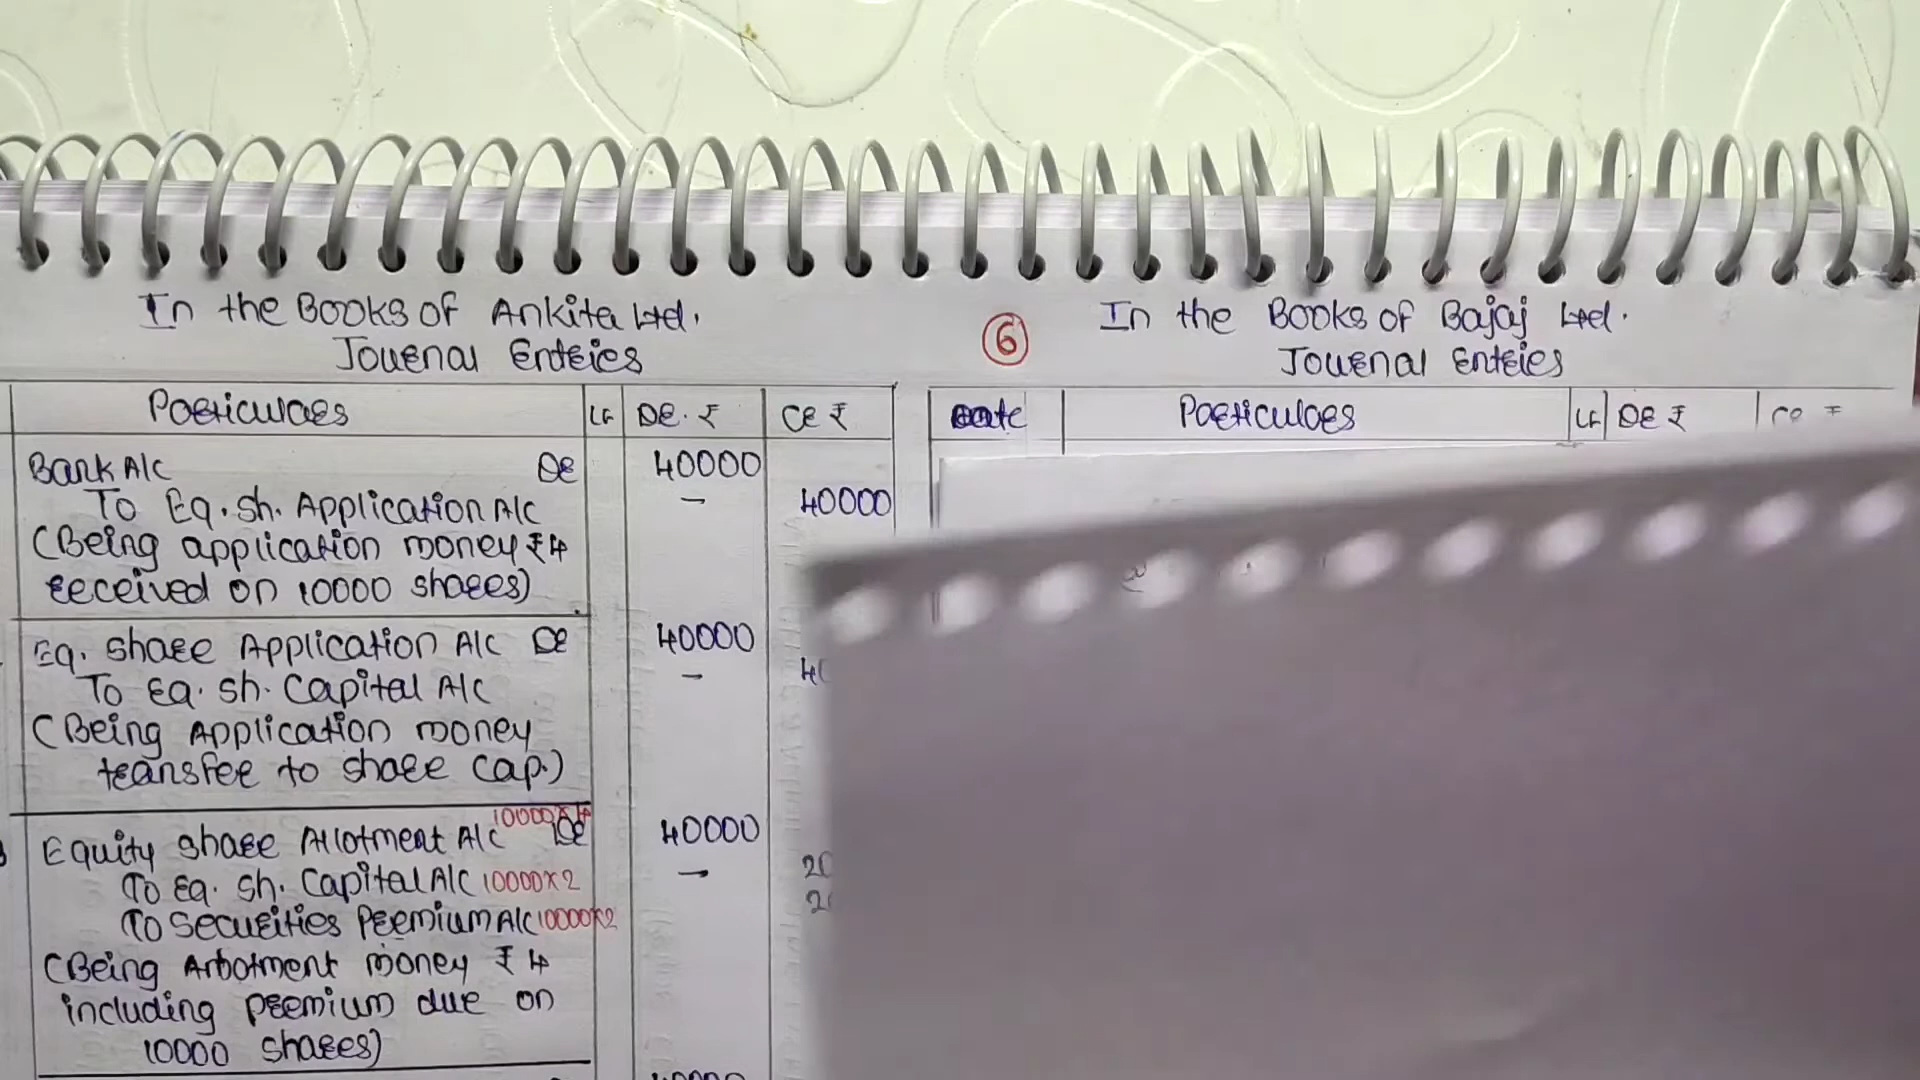 In the Books of Ankita Ltd.
Journal Entries
Particulars LF DR. ₹ CR ₹
Bank A/c DR 40000
To Eq. sh. Application A/c - 40000
(Being application money ₹4
received on 10000 shares)
Eq. share Application A/c DR 40000
To Eq. sh. Capital A/c -
(Being Application money
transfer to share cap.)
10000×4
Equity share Allotment A/c DR 40000
To Eq. sh. Capital A/c 10000×2 -
To Securities Premium A/c 10000×2
(Being Arbotment money ₹4
including premium due on
10000 shares)
6
In the Books of Bajaj Ltd.
Journal Entries
Date Particulars LF DR ₹